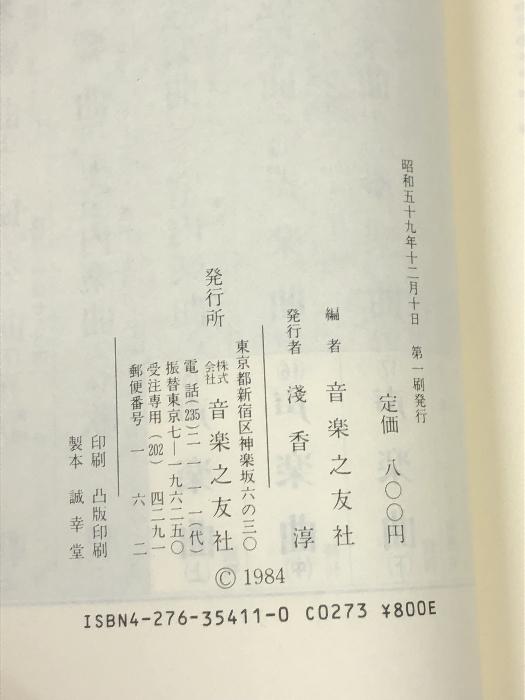 昭和五十九年十二月十日　第一刷発行
定価 八〇〇円
編者 音楽之友社
発行者 淺香 淳
東京都新宿区神楽坂六の三〇
発行所 株式会社 音楽之友社
電話(235)二一一一(代)
振替東京七—一九六二五〇
受注専用(202)四二九一
郵便番号 一六二
印刷 凸版印刷
製本 誠幸堂
© 1984
ISBN4-276-35411-0 C0273 ¥800E